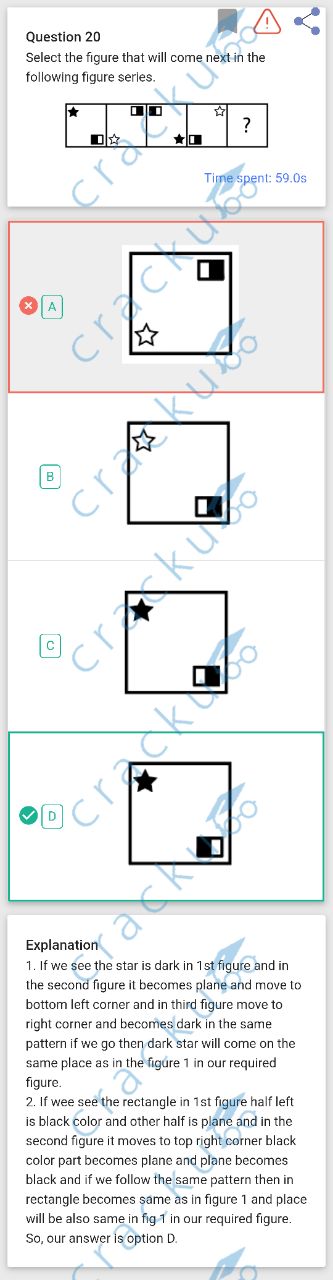 Question 20
Select the figure that will come next in the
following figure series.
?
Time spent: 59.0s
A
B
C
D
Explanation
1. If we see the star is dark in 1st figure and in
the second figure it becomes plane and move to
bottom left corner and in third figure move to
right corner and becomes dark in the same
pattern if we go then dark star will come on the
same place as in the figure 1 in our required
figure.
2. If wee see the rectangle in 1st figure half left
is black color and other half is plane and in the
second figure it moves to top right corner black
color part becomes plane and plane becomes
black and if we follow the same pattern then in
rectangle becomes same as in figure 1 and place
will be also same in fig 1 in our required figure.
So, our answer is option D.
cracku
cracku
cracku
cracku
cracku
cracku
cracku